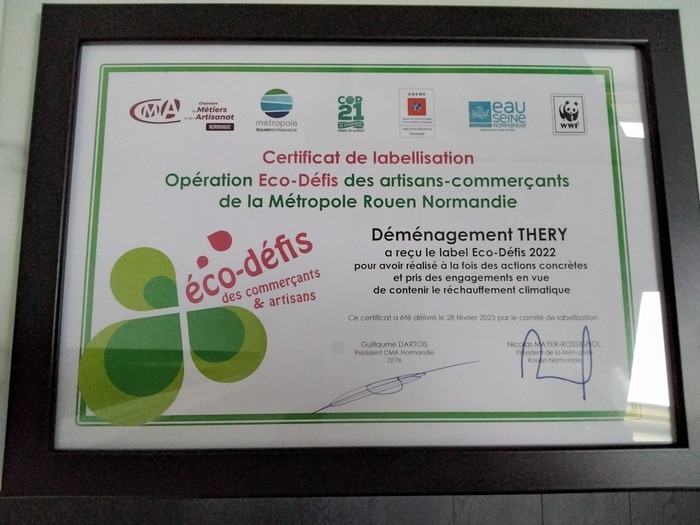 CMA
Chambre
de Métiers
et de l'Artisanat
NORMANDIE
métropole
ROUENNORMANDIE
COP
21
ADEME
eau
SEINE
NORMANDIE
WWF
Certificat de labellisation
Opération Eco-Défis des artisans-commerçants
de la Métropole Rouen Normandie
éco-défis
des commerçants
& artisans
Déménagement THERY
a reçu le label Eco-Défis 2022
pour avoir réalisé à la fois des actions concrètes
et pris des engagements en vue
de contenir le réchauffement climatique
Ce certificat a été délivré le 28 février 2023 par le comité de labellisation
Guillaume DARTOIS
Président CMA Normandie
DT76
Nicolas MAYER-ROSSIGNOL
Président de la Métropole
Rouen Normandie